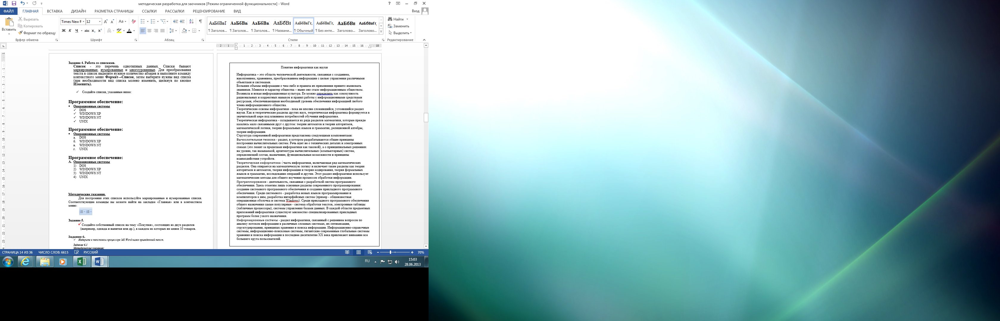 методическая разработка для заочников [Режим ограниченной функциональности] - Word
ФАЙЛ ГЛАВНАЯ ВСТАВКА ДИЗАЙН РАЗМЕТКА СТРАНИЦЫ ССЫЛКИ РАССЫЛКИ РЕЦЕНЗИРОВАНИЕ ВИД Вход
Вставить
Вырезать
Копировать
Формат по образцу
Буфер обмена
Times New F 12
Шрифт
Абзац
АаБбВвІ АаБбВв АаБбВв АаБбВ АаБбВвГг, АаБбВвГг, АаБбВв АаБбВвГг,
¶ Заголов... ¶ Заголов... ¶ Заголов... ¶ Названи... ¶ Обычный ¶ Без инте... Заголово... Заголово...
Стили
Найти
Заменить
Выделить
Редактирование
Задание 4. Работа со списками.
Список - это перечень однотипных данных. Списки бывают
маркированные, нумерованные и многоуровневые. Для преобразования
текста в список выделите нужное количество абзацев и выполните команду
контекстного меню Формат→Список, затем выберите нужны вид списка
(при необходимости вид списка молено изменить, щелкнув по кнопке
Изменить).
✓ Создайте списки, указанные ниже:
Программное обеспечение:
• Операционные системы
✓ DOS
✓ WINDOWS XP
✓ WINDOWS NT
✓ UNIX
Программное обеспечение:
• Операционные системы
а. DOS
б. WINDOWS XP
в. WINDOWS NT
г. UNIX
Программное обеспечение:
А. Операционные системы
1) DOS
2) WINDOWS XP
3) WINDOWS NT
4) UNIX
Методические указания.
Для построения этих списков используйте маркированные и нумерованные списки.
Соответствующие команды вы можете найти на закладке «Главная» или в контекстном
меню:
Задание 5.
✓Создайте собственный список на тему «Покупки», состоящих из двух разделов
(например, одежда и напитки или др.), в каждом из которых не менее 10 товаров.
Задание 6.
✓ Наберите в текстовом процессоре MS Word ниже приведенный текст.
Задание 6.1
Методические указания:
Понятие информатики как науки
Информатика – это область человеческой деятельности, связанная с созданием,
накоплением, хранением, преобразованием информации с целью управления различными
объектами и системами.
Большие объемы информации о чем-либо и правила их применения принято именовать
знаниями. Менялся и характер общества – ныне оно стало информационным обществом.
Возникла и новая информационная культура. Ее можно определить как совокупность
рациональных и корректных навыков и правил работы с информационными средствами
ресурсами, обеспечивающими необходимый уровень обеспечения информацией любого
члена информационного общества.
Теоретические основы информатики - пока не вполне сложившийся, устоявшийся раздел
науки. Как и теоретические разделы других наук, теоретическая информатика формируется в
значительной мере под влиянием потребностей обучения информатике.
Теоретическая информатика - складывается из ряда разделов математики, которые прежде
казались мало связанными друг с другом: теории автоматов и теории алгоритмов,
математической логики, теории формальных языков и грамматик, реляционной алгебры,
теории информации.
Структура современной информатики представлена следующими компонентами:
Вычислительная техника - раздел, в котором разрабатываются общие принципы
построения вычислительных систем. Речь идет не о технических деталях и электронных
схемах (это лежит за пределами информатики как таковой), а о принципиальных решениях
на уровне, так называемой, архитектуры вычислительных (компьютерных) систем,
определяющей состав, назначение, функциональные возможности и принципы
взаимодействия устройств.
Теоретическая информатика - часть информатики, включающая ряд математических
разделов. Она опирается на математическую логику и включает такие разделы как теория
алгоритмов и автоматов, теория информации и теория кодирования, теория формальных
языков и грамматик, исследование операций и другие. Этот раздел информатики использует
математические методы для общего изучения процессов обработки информации.
Программирование - деятельность, связанная с разработкой систем программного
обеспечения. Здесь отметим лишь основные разделы современного программирования:
создание системного программного обеспечения и создание прикладного программного
обеспечения. Среди системного - разработка новых языков программирования и
компиляторов к ним, разработка интерфейсных систем (пример - общеизвестная
операционная оболочка и система Windows). Среди прикладного программного обеспечения
общего назначения самые популярные - система обработки текстов, электронные таблицы
(табличные процессоры), системы управления базами данных. В каждой области предметных
приложений информатики существует множество специализированных прикладных
программ более узкого назначения.
Информационные системы - раздел информатики, связанный с решением вопросов по
анализу потоков информации в различных сложных системах, их оптимизации,
структурировании, принципах хранения и поиска информации. Информационно-справочные
системы, информационно-поисковые системы, гигантские современные глобальные системы
хранения и поиска информации в последнее десятилетие XX века привлекают внимание все
большего круга пользователей.
СТРАНИЦА 14 ИЗ 36 ЧИСЛО СЛОВ: 6615 РУССКИЙ 70%
RU 15:03
28.06.2013